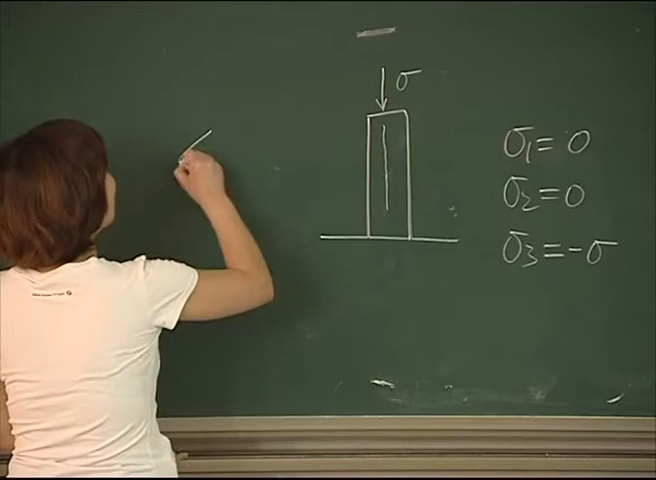 σ
σ₁ = 0
σ₂ = 0
σ₃ = -σ